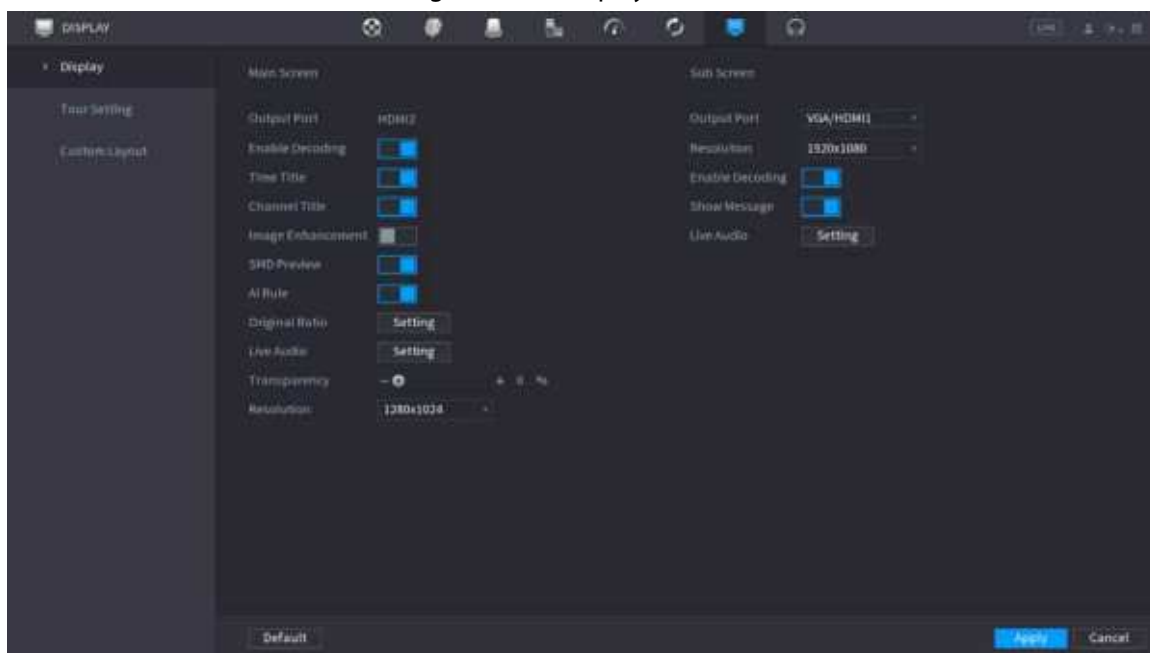 DISPLAY
LIVE
Display
Tour Setting
Custom Layout
Main Screen
Output Port HDMI2
Enable Decoding
Time Title
Channel Title
Image Enhancement
SMD Preview
AI Rule
Original Ratio Setting
Live Audio Setting
Transparency - + 0 %
Resolution 1280x1024
Sub Screen
Output Port VGA/HDMI1
Resolution 1920x1080
Enable Decoding
Show Message
Live Audio Setting
Default
Apply
Cancel